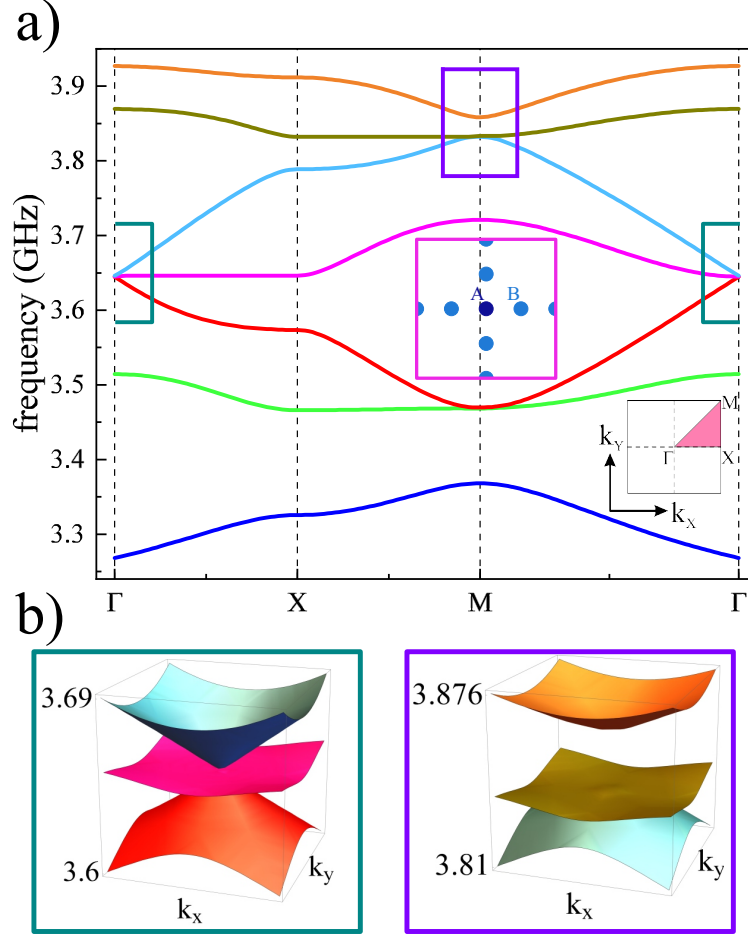 a)
frequency (GHz)
3.9
3.8
3.7
3.6
3.5
3.4
3.3
A B
M
k_Y Γ X
k_X
Γ X M Γ
b)
3.69
3.6
k_x
k_y
3.876
3.81
k_x
k_y